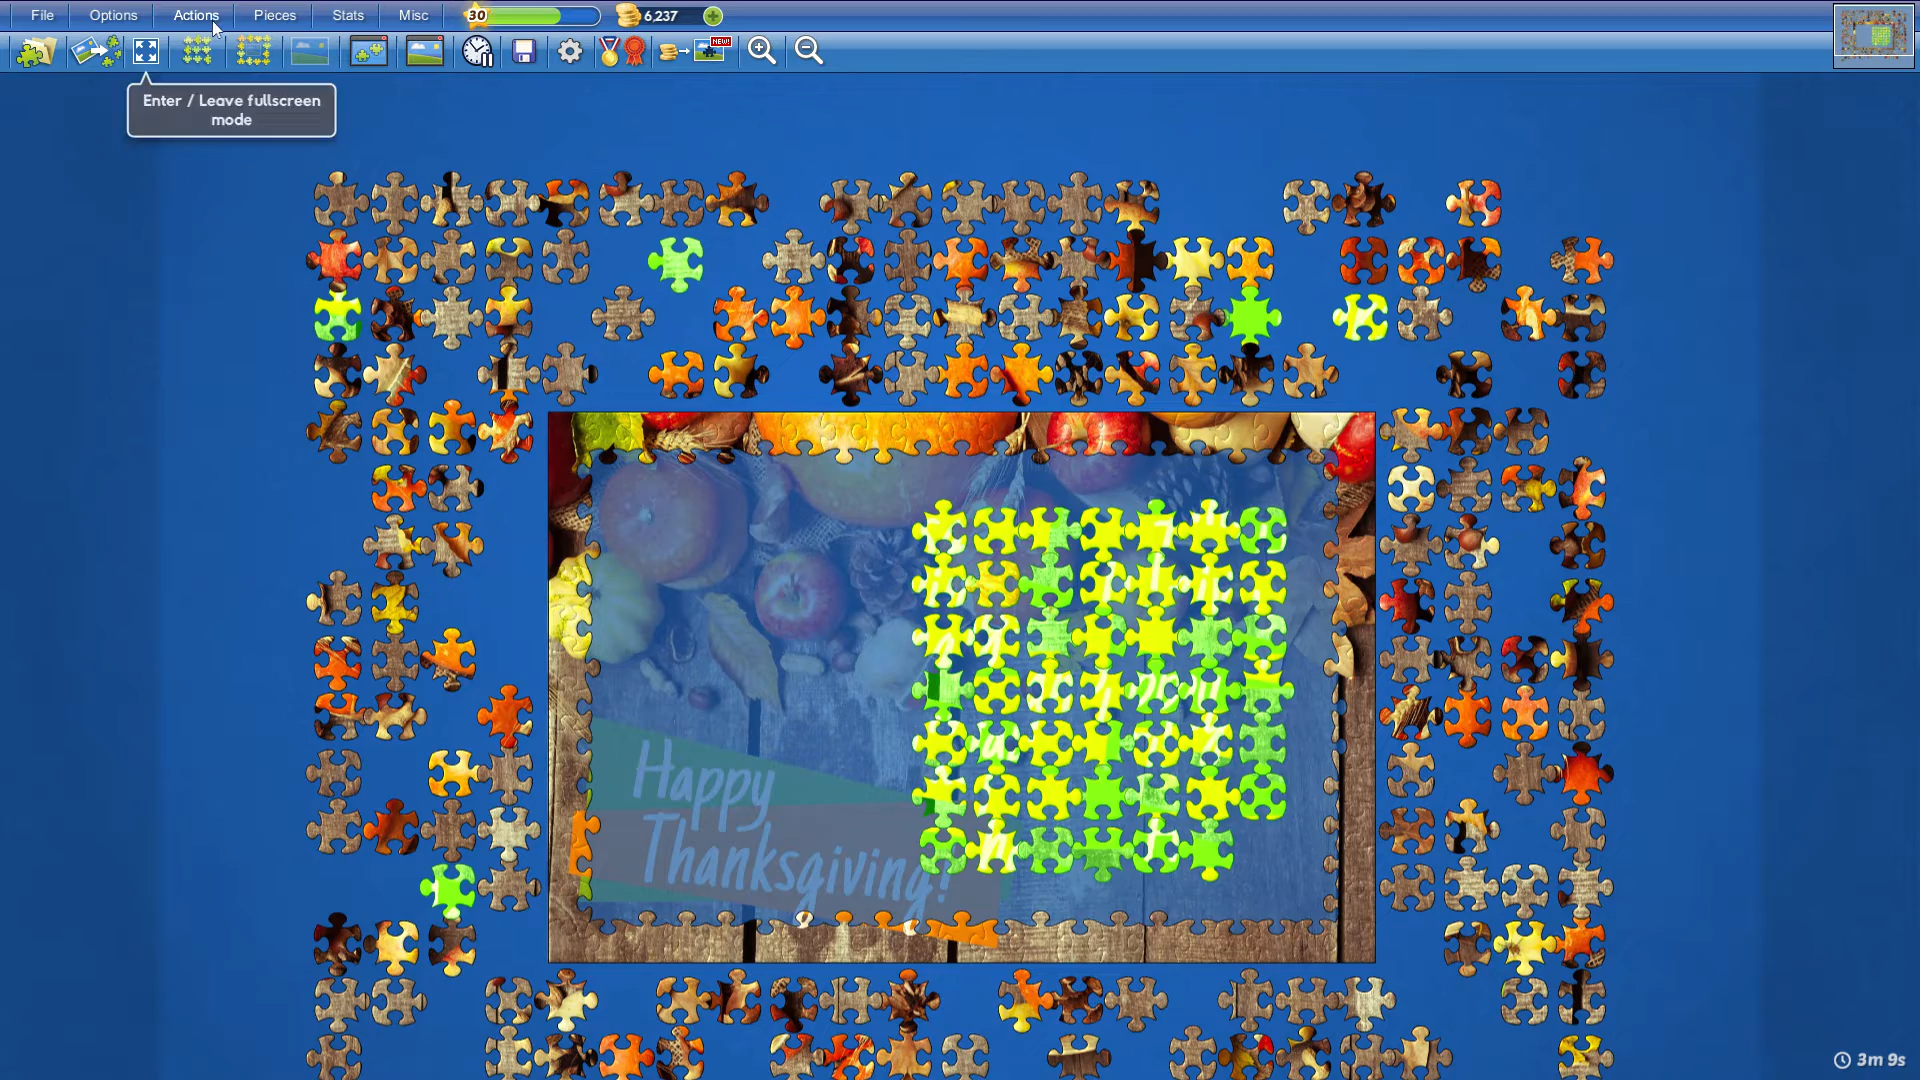 File Options Actions Pieces Stats Misc 30 6,237
NEW!
Enter / Leave fullscreen
mode
Happy
Thanksgiving!
3m 9s